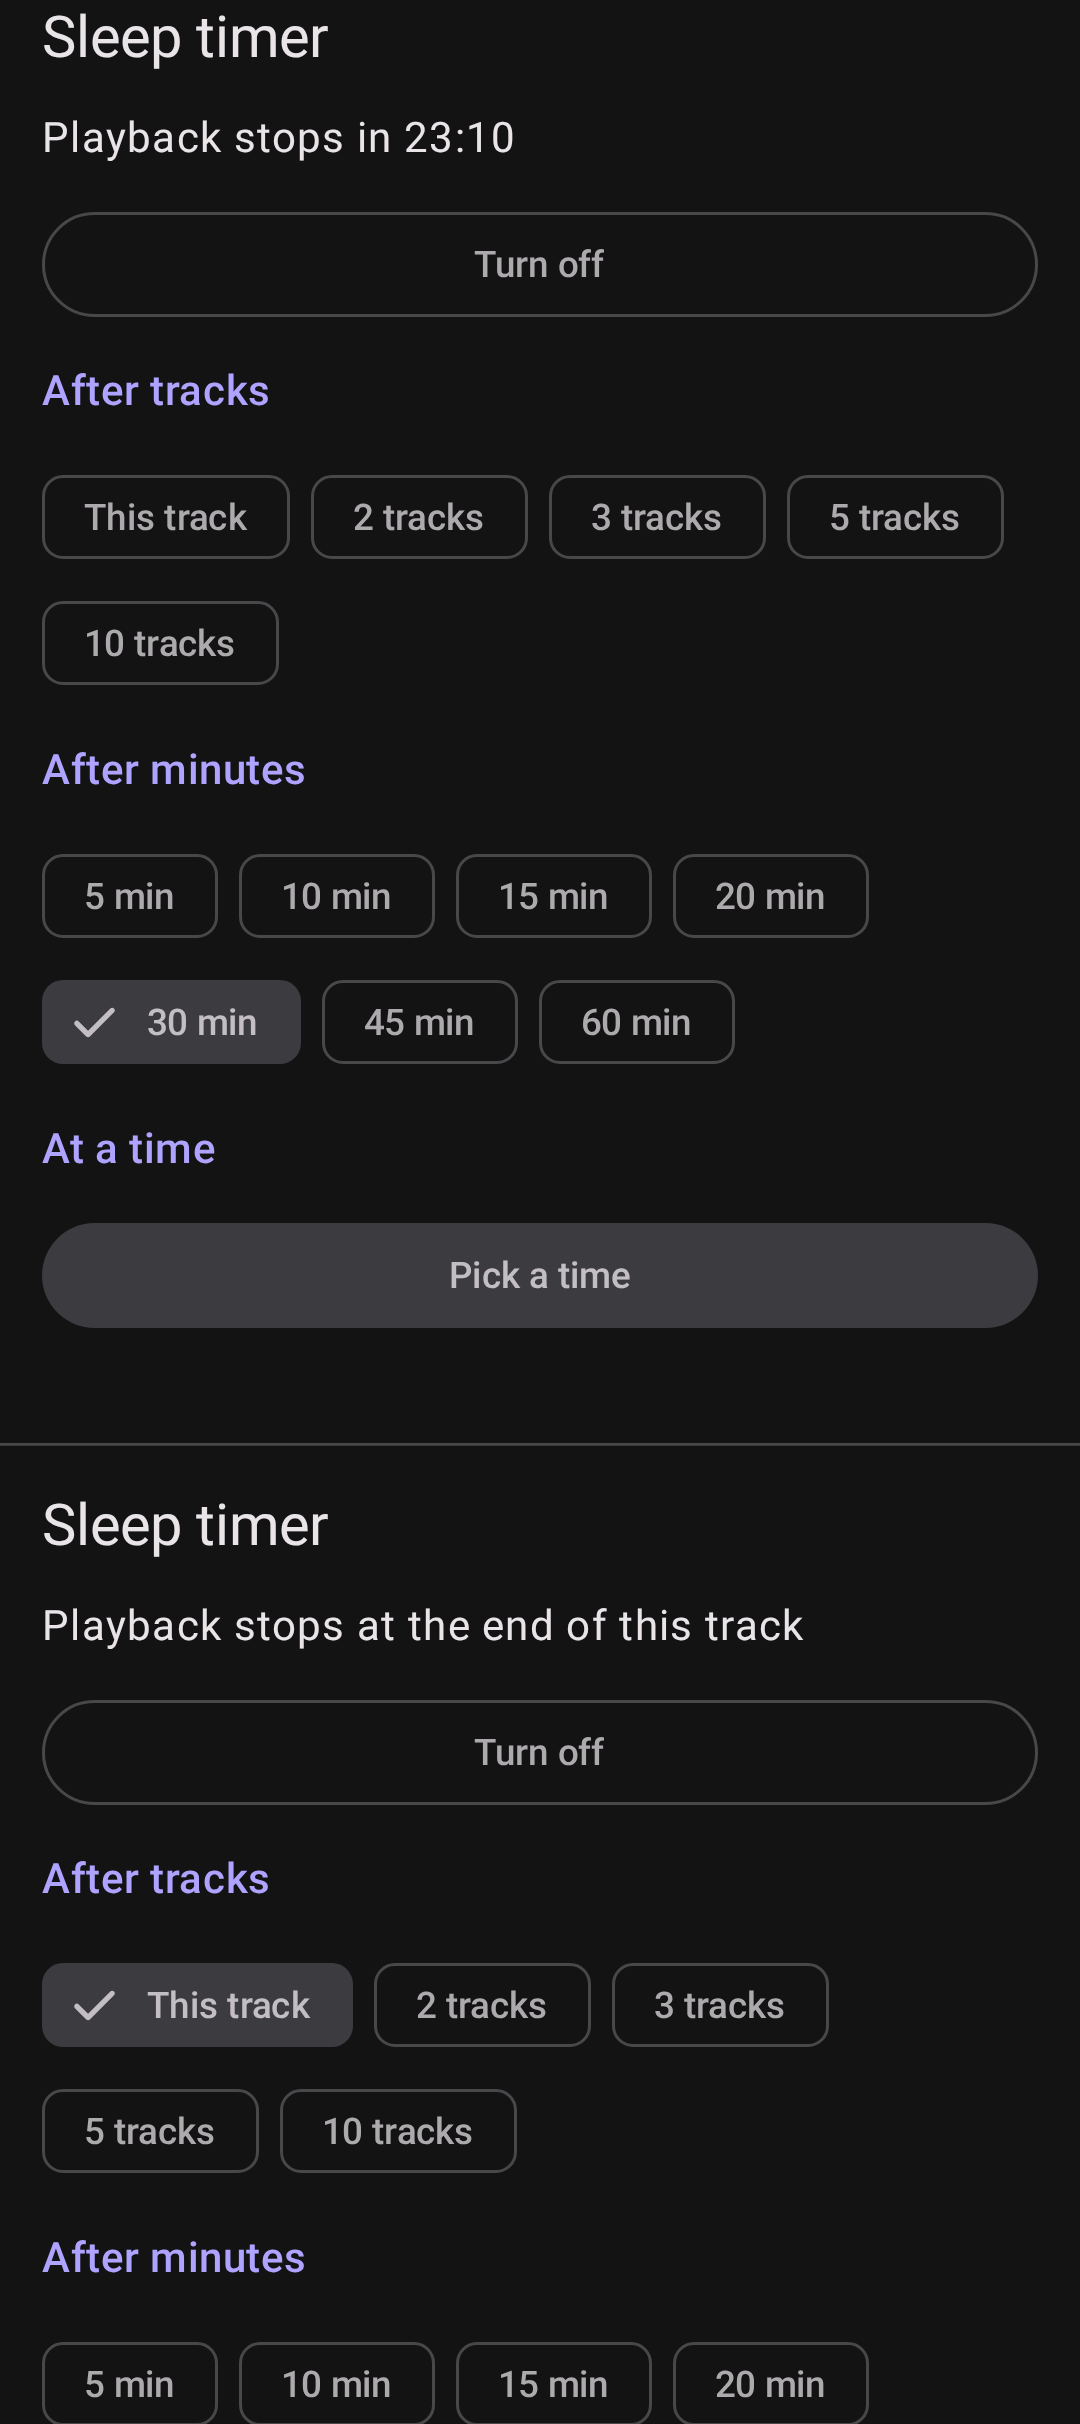 Sleep timer
Playback stops in 23:10
Turn off
After tracks
This track 2 tracks 3 tracks 5 tracks
10 tracks
After minutes
5 min 10 min 15 min 20 min
30 min 45 min 60 min
At a time
Pick a time
Sleep timer
Playback stops at the end of this track
Turn off
After tracks
This track 2 tracks 3 tracks
5 tracks 10 tracks
After minutes
5 min 10 min 15 min 20 min